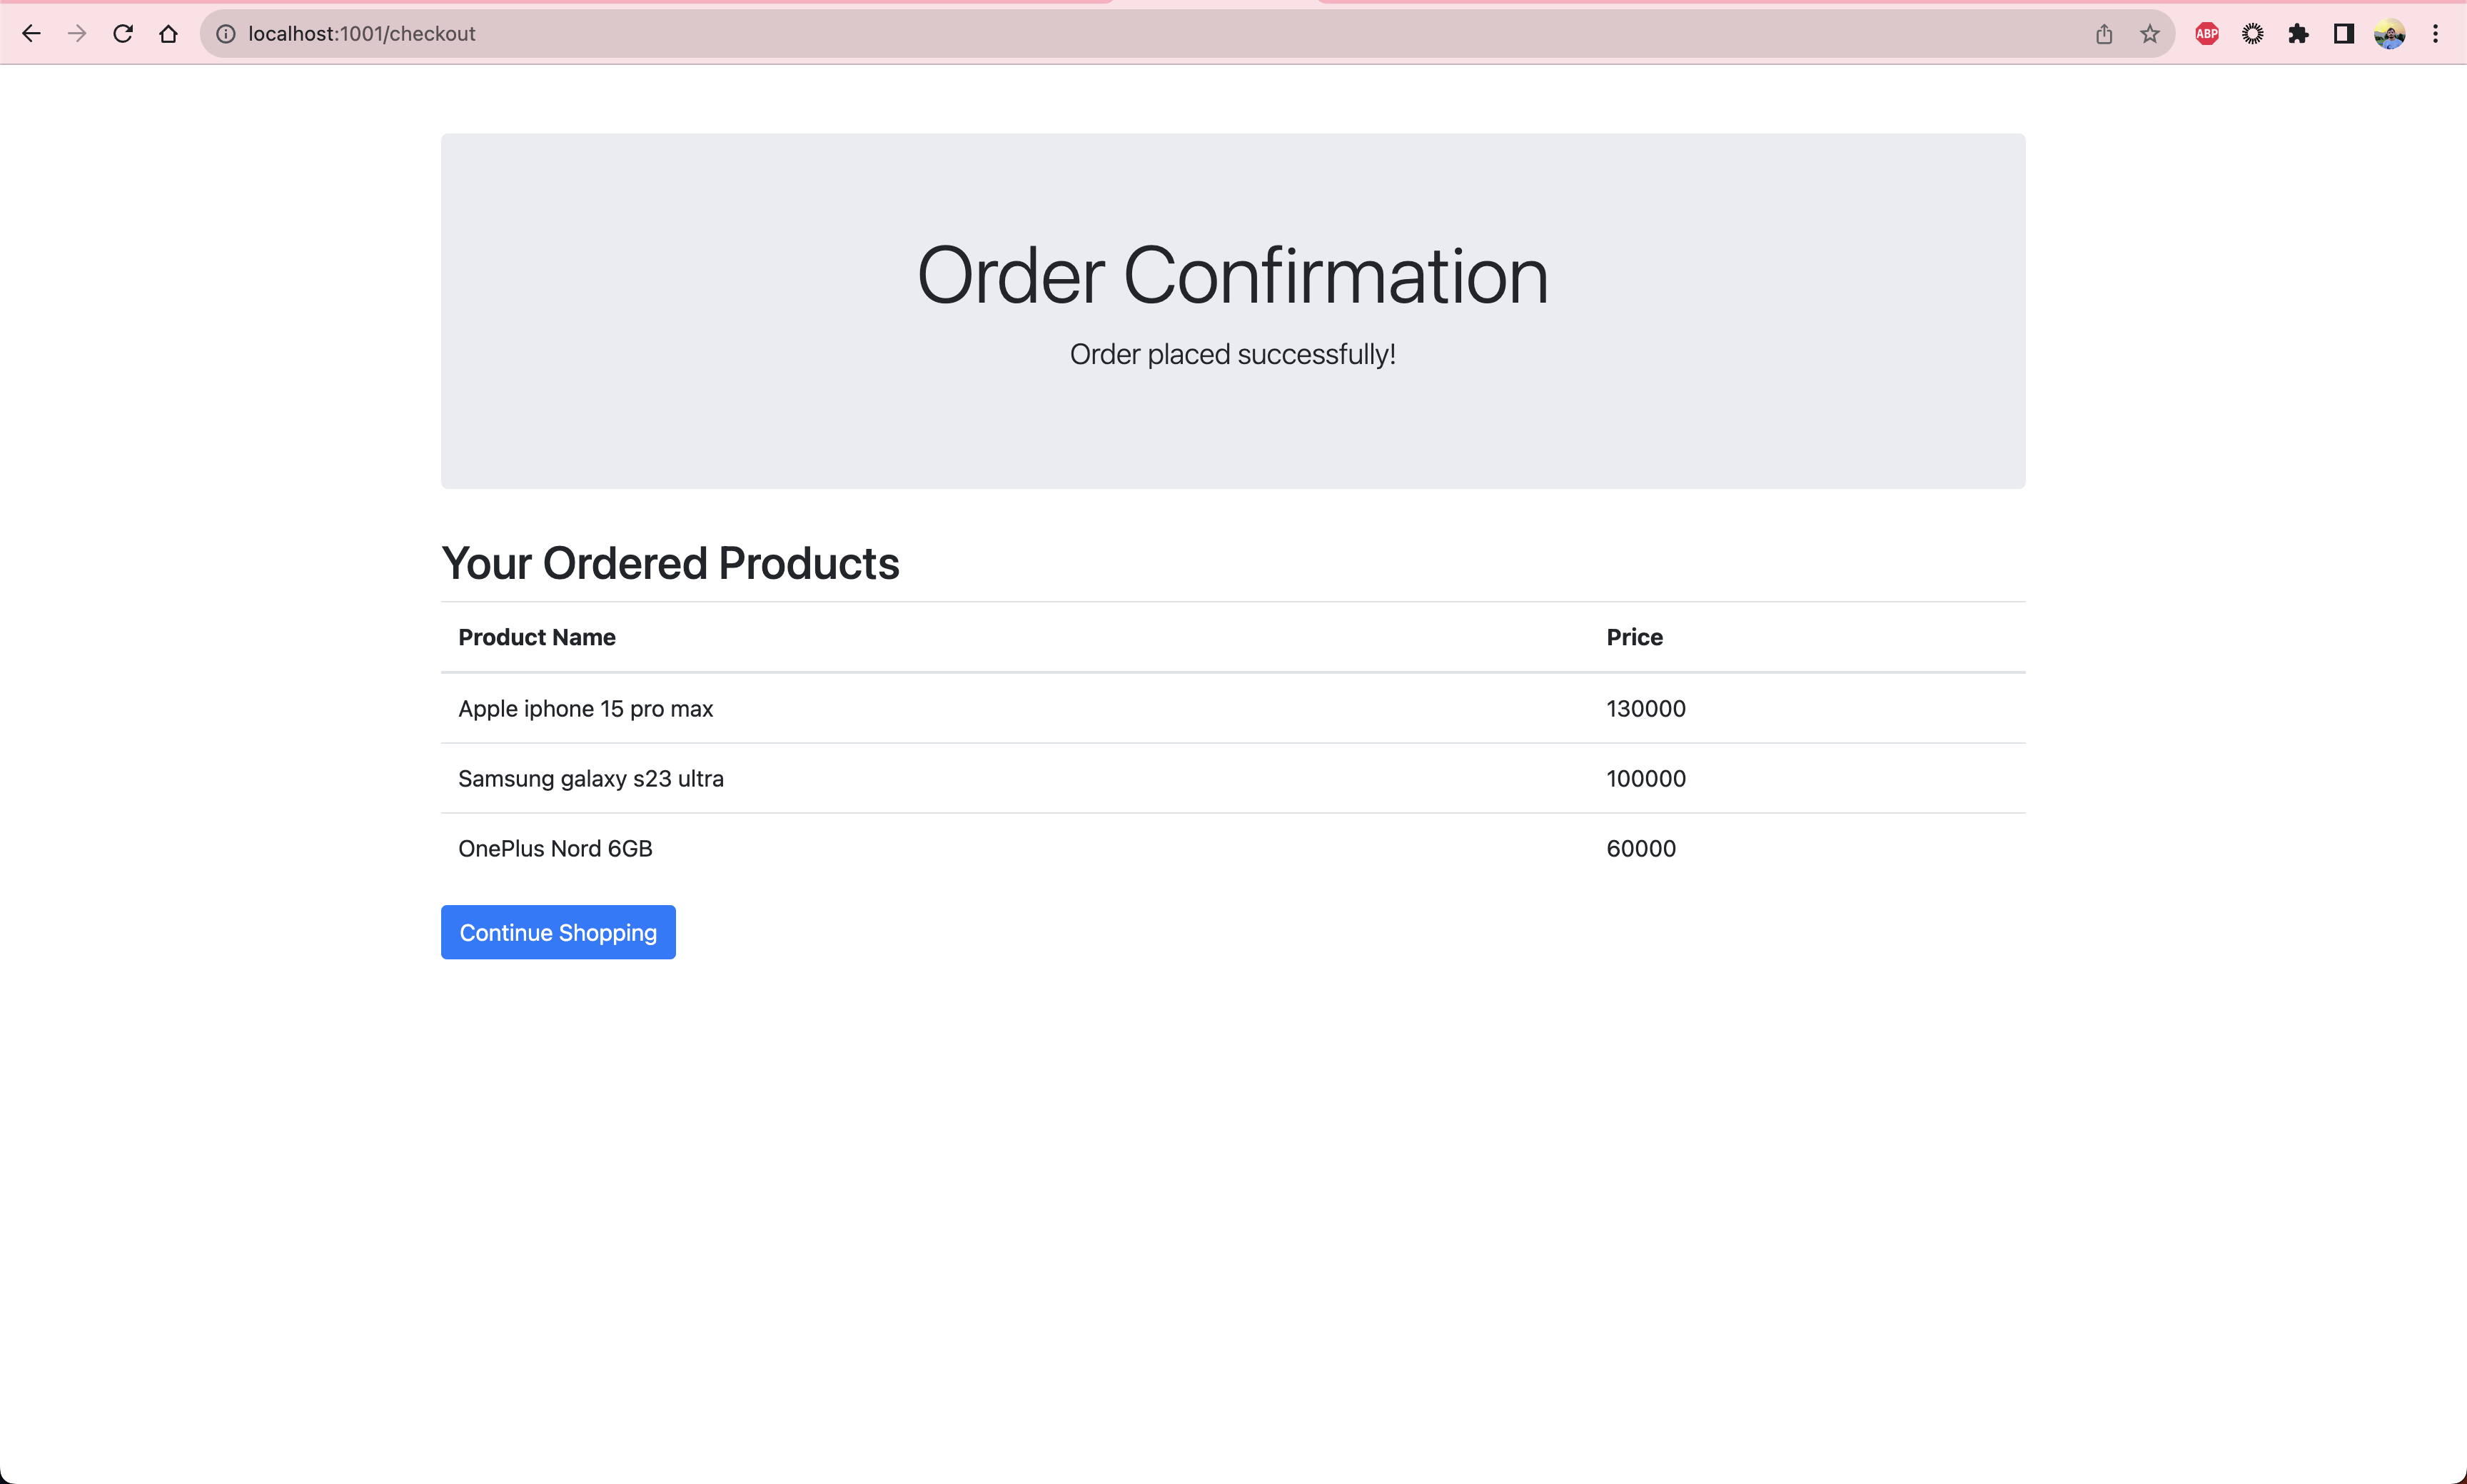 localhost:1001/checkout
ABP
Order Confirmation
Order placed successfully!
Your Ordered Products
Product Name Price
Apple iphone 15 pro max 130000
Samsung galaxy s23 ultra 100000
OnePlus Nord 6GB 60000
Continue Shopping